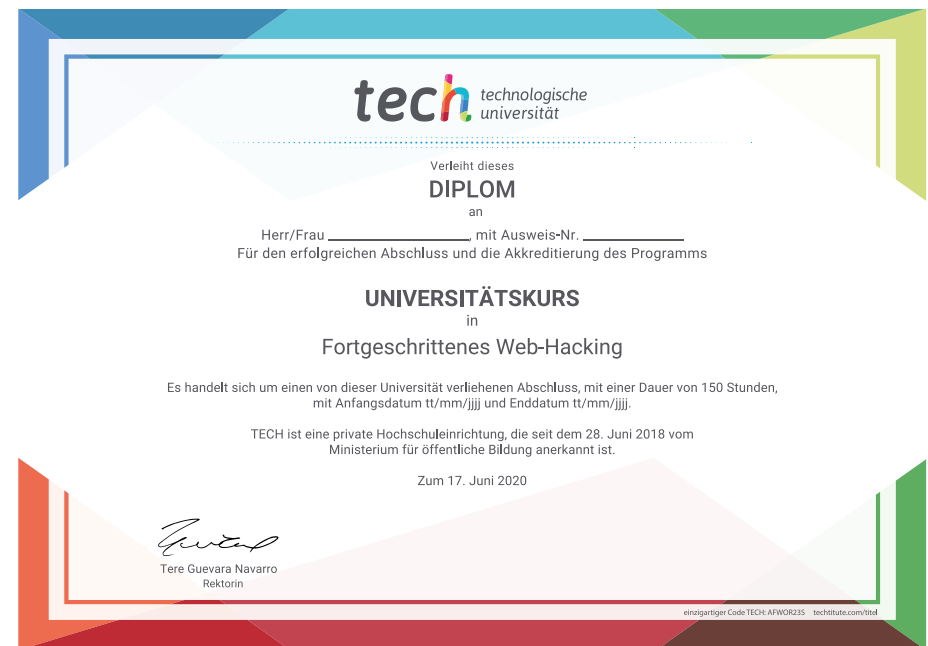 tech technologische
universität
Verleiht dieses
DIPLOM
an
Herr/Frau ____________________, mit Ausweis-Nr. ______________
Für den erfolgreichen Abschluss und die Akkreditierung des Programms
UNIVERSITÄTSKURS
in
Fortgeschrittenes Web-Hacking
Es handelt sich um einen von dieser Universität verliehenen Abschluss, mit einer Dauer von 150 Stunden,
mit Anfangsdatum tt/mm/jjjj und Enddatum tt/mm/jjjj.
TECH ist eine private Hochschuleinrichtung, die seit dem 28. Juni 2018 vom
Ministerium für öffentliche Bildung anerkannt ist.
Zum 17. Juni 2020
Tere Guevara Navarro
Rektorin
einzigartiger Code TECH: AFWOR23S techtitute.com/titel